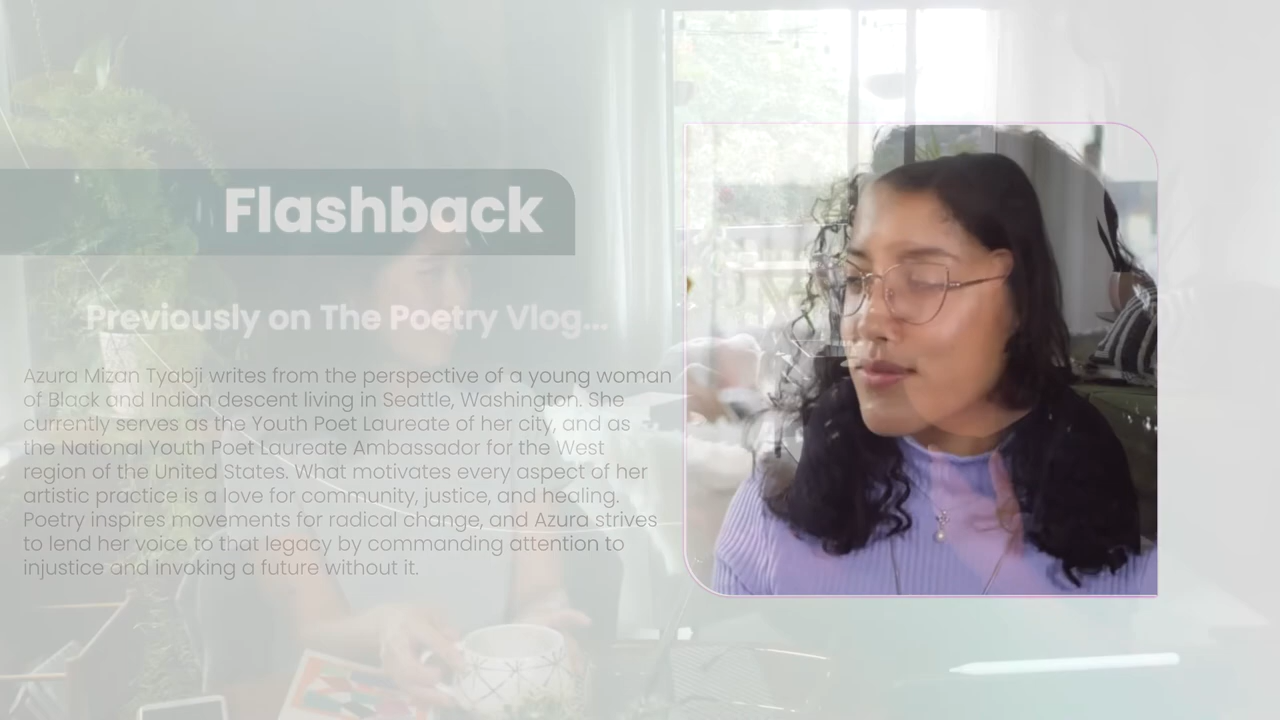 Flashback
Previously on The Poetry Vlog...
Azura Mizan Tyabji writes from the perspective of a young woman
of Black and Indian descent living in Seattle, Washington. She
currently serves as the Youth Poet Laureate of her city, and as
the National Youth Poet Laureate Ambassador for the West
region of the United States. What motivates every aspect of her
artistic practice is a love for community, justice, and healing.
Poetry inspires movements for radical change, and Azura strives
to lend her voice to that legacy by commanding attention to
injustice and invoking a future without it.